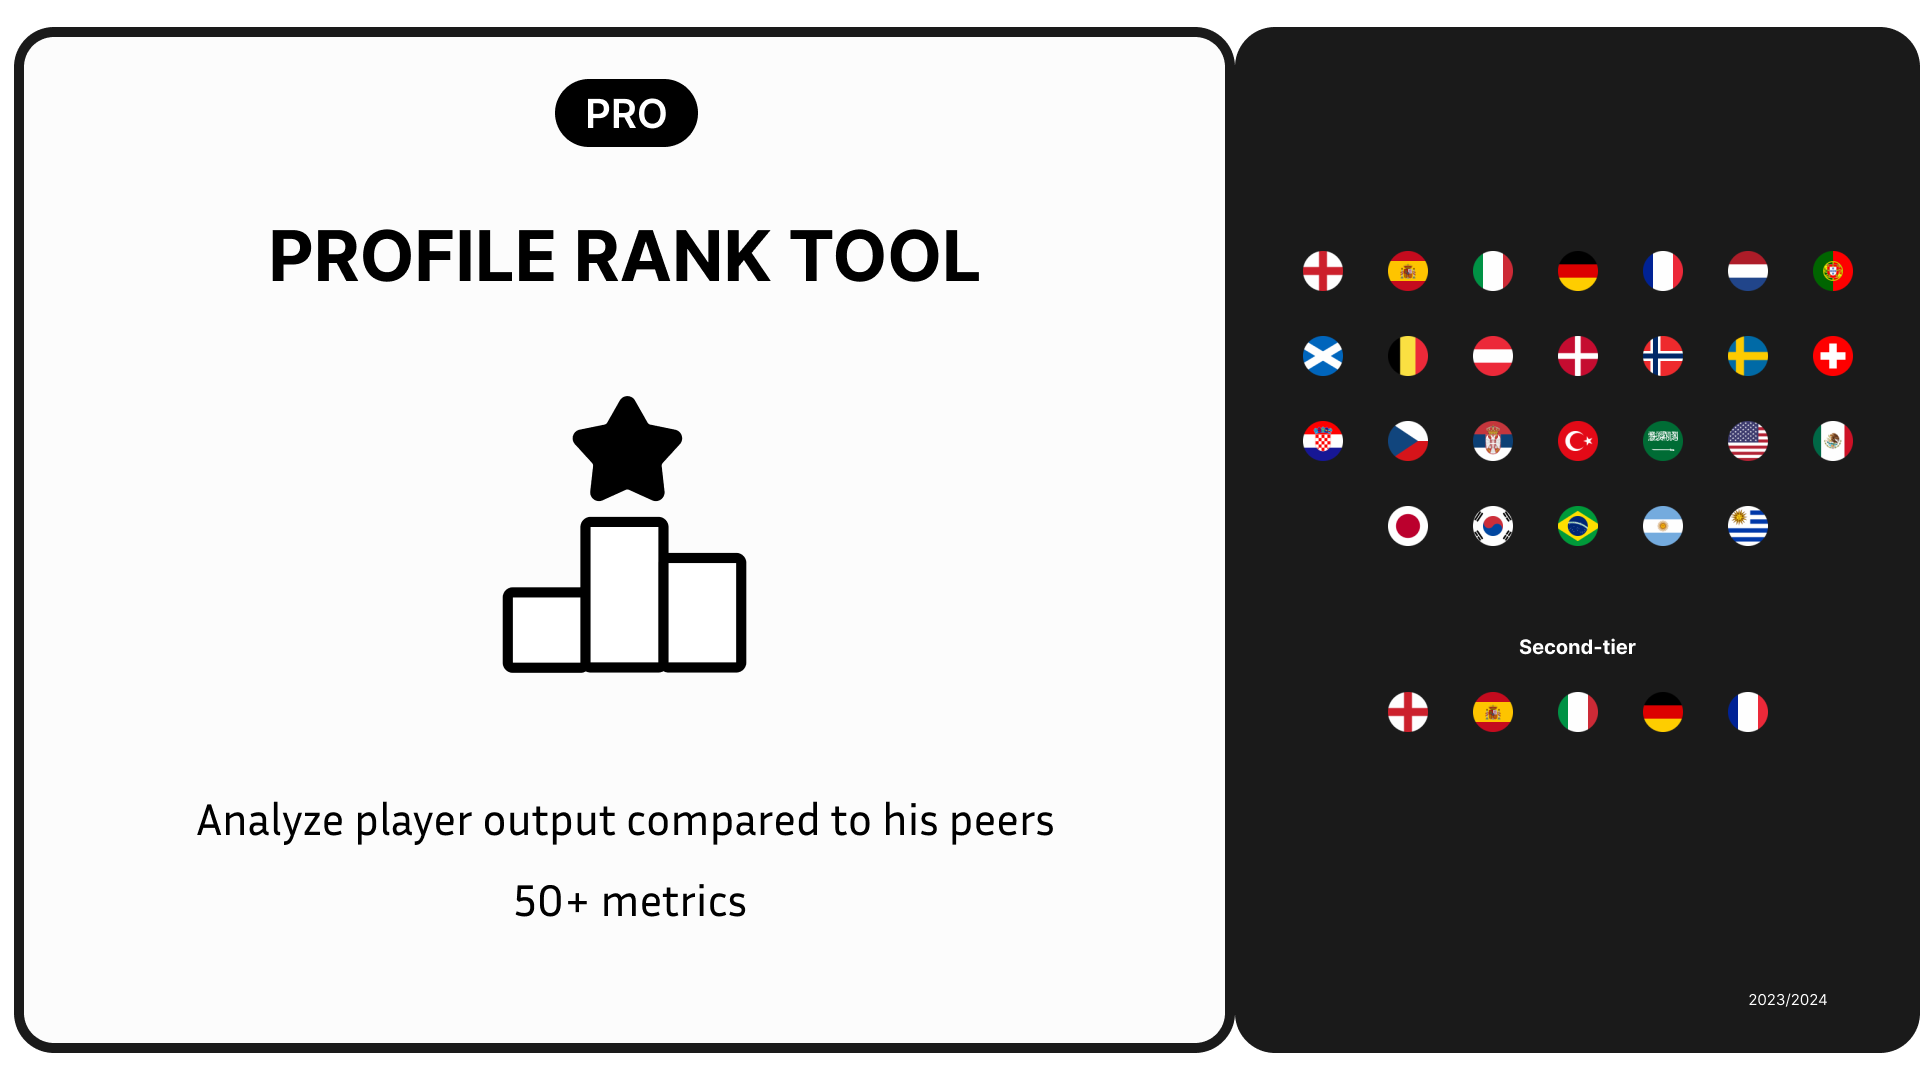 PRO
PROFILE RANK TOOL
Analyze player output compared to his peers
50+ metrics
Second-tier
2023/2024